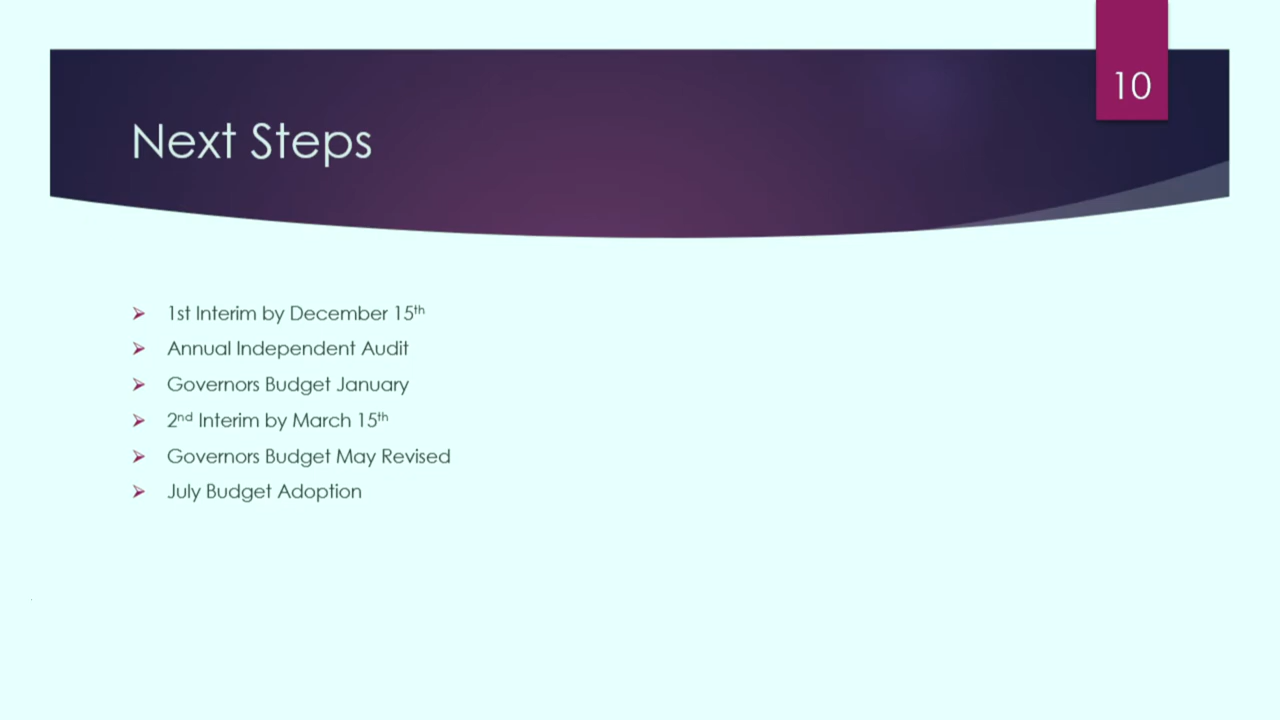 10
Next Steps
1st Interim by December 15th
Annual Independent Audit
Governors Budget January
2nd Interim by March 15th
Governors Budget May Revised
July Budget Adoption